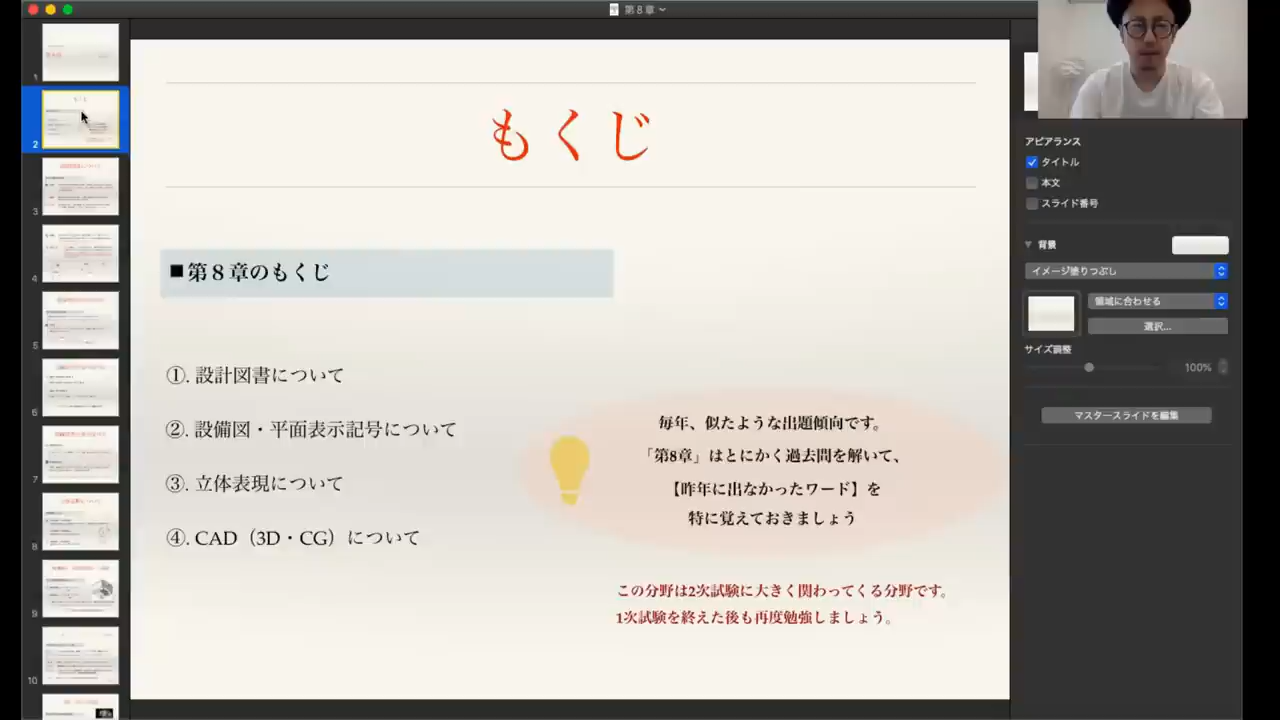 第８章
もくじ
■第８章のもくじ
①. 設計図書について
②. 設備図・平面表示記号について
③. 立体表現について
④. CAD（3D・CG）について
毎年、似たような出題傾向です。
「第8章」はとにかく過去問を解いて、
【昨年に出なかったワード】を
特に覚えておきましょう
この分野は2次試験に大きく関わってくる分野です。
1次試験を終えた後も再度勉強しましょう。
アピアランス
タイトル
本文
スライド番号
背景
イメージ塗りつぶし
領域に合わせる
選択...
サイズ調整
100%
マスタースライドを編集
1
2
3
4
5
6
7
8
9
10